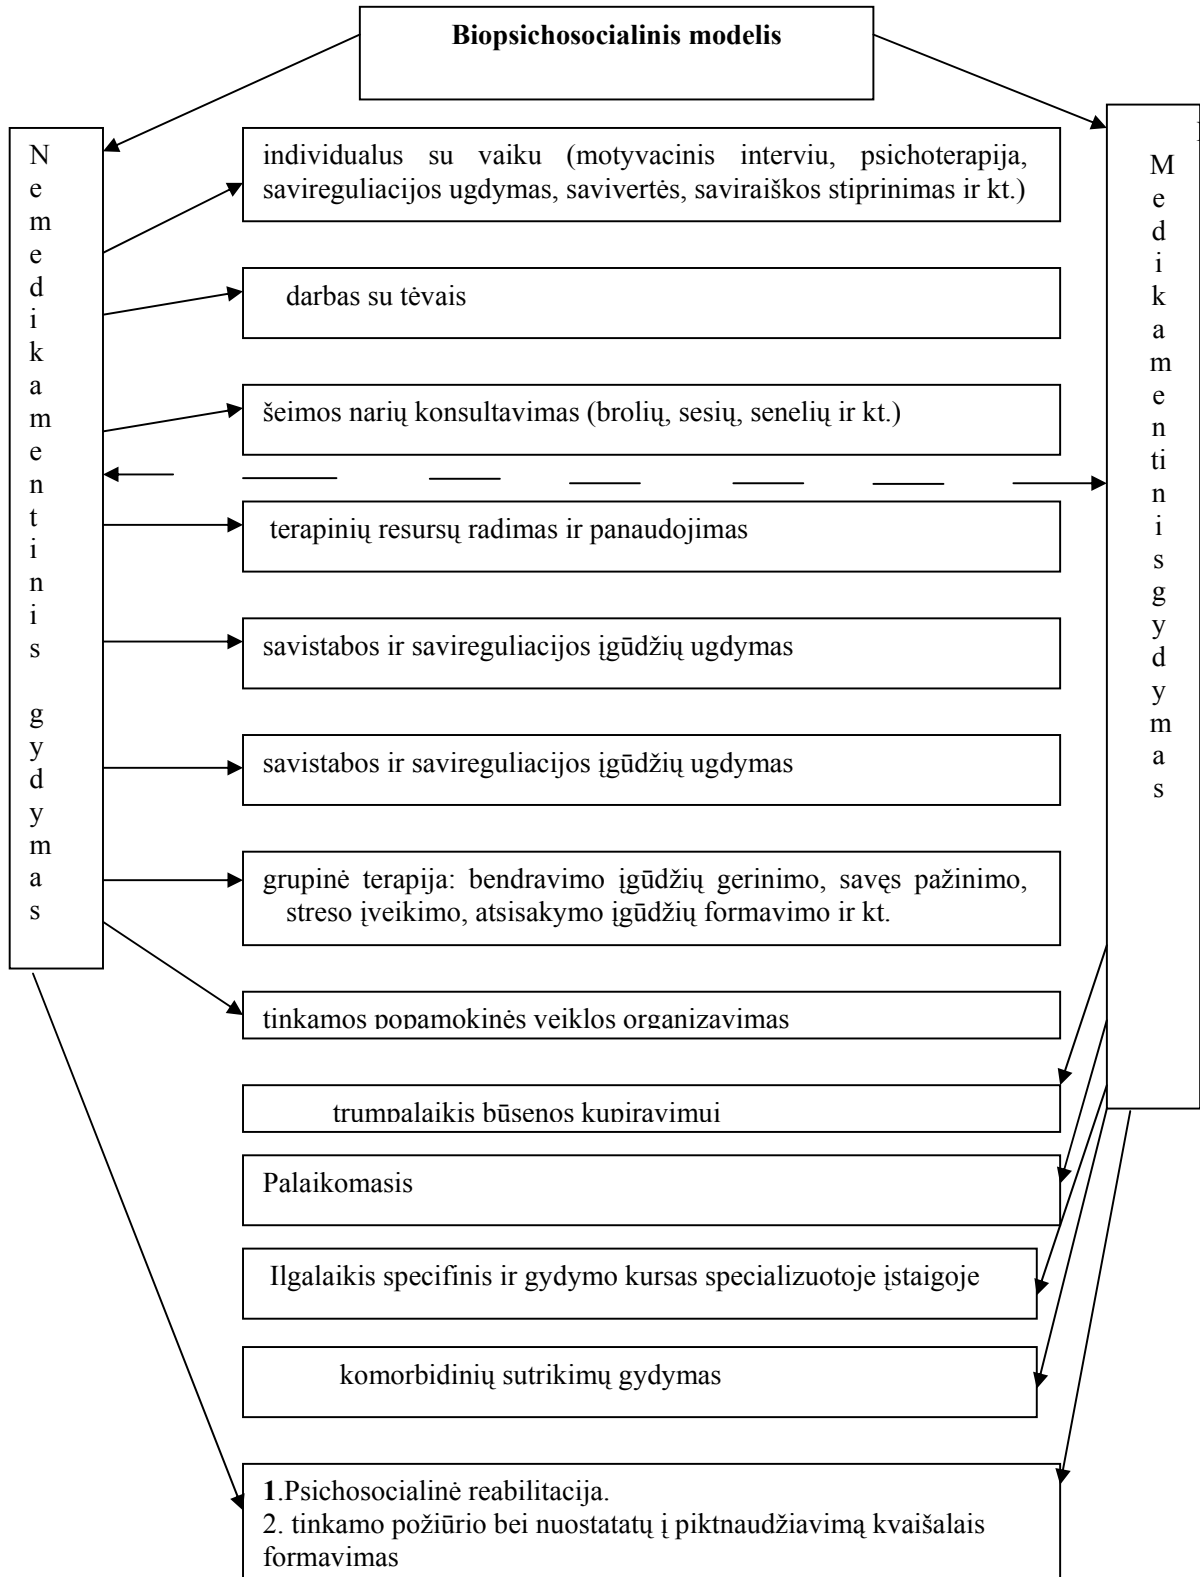 Biopsichosocialinis modelis
Nemedikamentinis gydymas
Medikamentinisgydymas
individualus su vaiku (motyvacinis interviu, psichoterapija,
savireguliacijos ugdymas, savivertės, saviraiškos stiprinimas ir kt.)
darbas su tėvais
šeimos narių konsultavimas (brolių, sesių, senelių ir kt.)
terapinių resursų radimas ir panaudojimas
savistabos ir savireguliacijos įgūdžių ugdymas
savistabos ir savireguliacijos įgūdžių ugdymas
grupinė terapija: bendravimo įgūdžių gerinimo, savęs pažinimo,
streso įveikimo, atsisakymo įgūdžių formavimo ir kt.
tinkamos popamokinės veiklos organizavimas
trumpalaikis būsenos kupiravimui
Palaikomasis
Ilgalaikis specifinis ir gydymo kursas specializuotoje įstaigoje
komorbidinių sutrikimų gydymas
1.Psichosocialinė reabilitacija.
2. tinkamo požiūrio bei nuostatatų į piktnaudžiavimą kvaišalais
formavimas